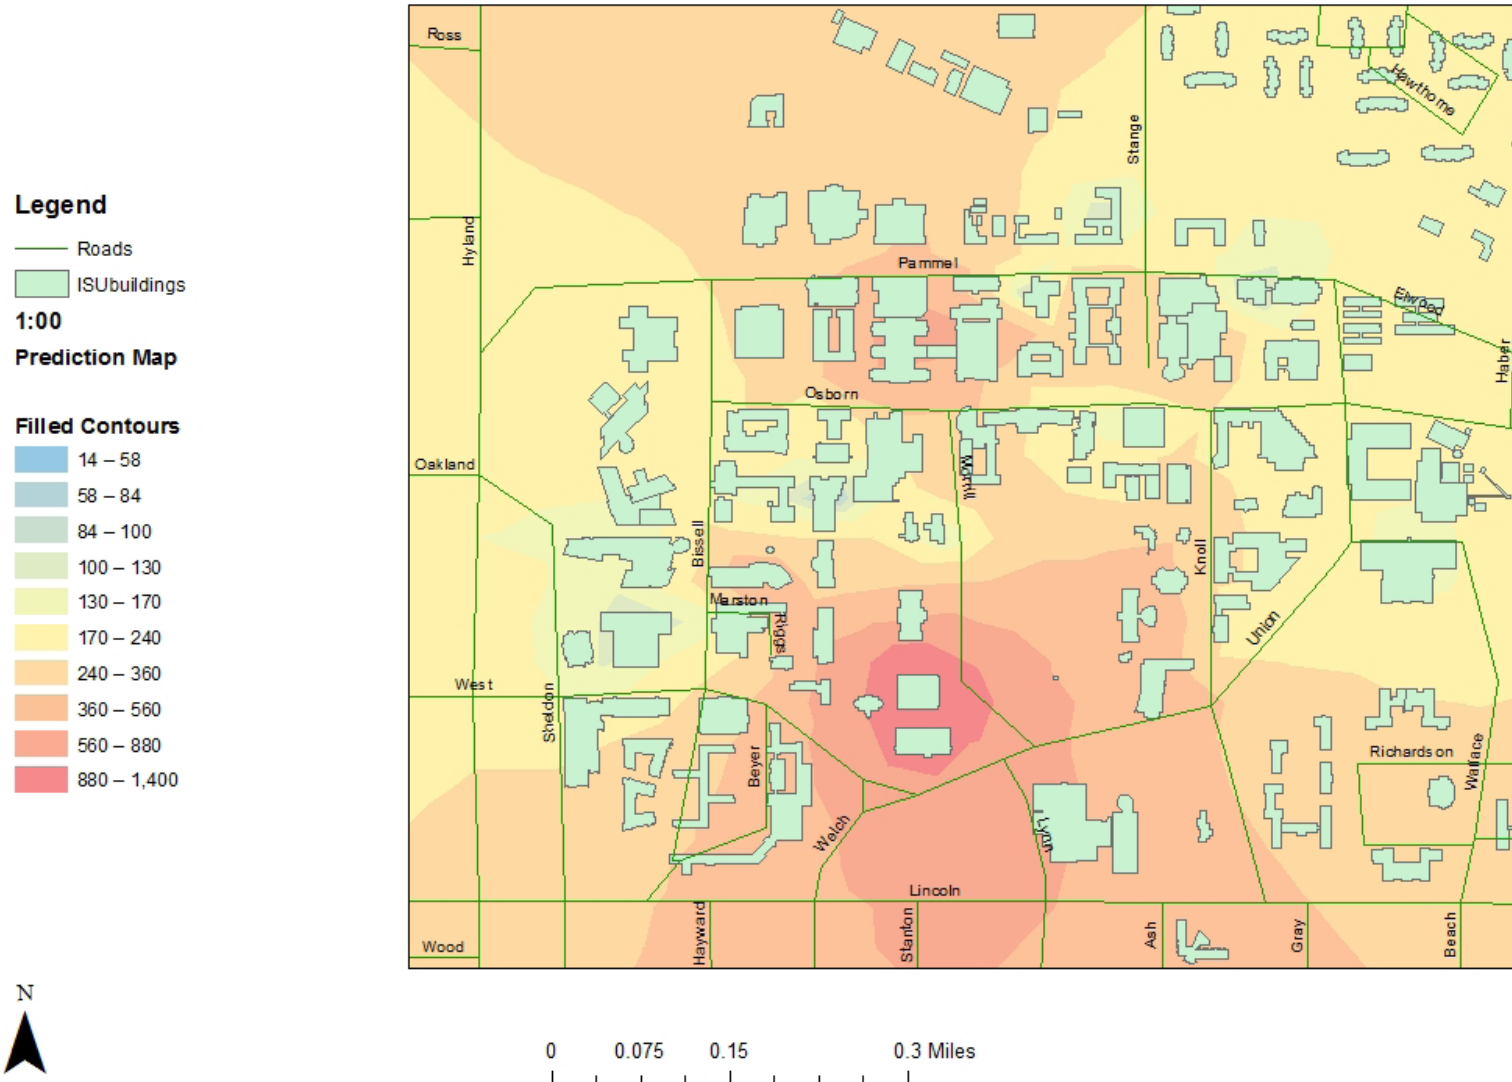 Legend
Roads
ISUbuildings
1:00
Prediction Map
Filled Contours
14 – 58
58 – 84
84 – 100
100 – 130
130 – 170
170 – 240
240 – 360
360 – 560
560 – 880
880 – 1,400
N
Ross
Hawthorne
Stange
Hyland
Pammel
Elwood
Haber
Osborn
Oakland
Morrill
Bissell
Knoll
Marston
Riggs
Union
West
Sheldon
Beyer
Richardson
Wallace
Welch
Lynn
Lincoln
Wood
Hayward
Stanton
Ash
Gray
Beach
0 0.075 0.15 0.3 Miles